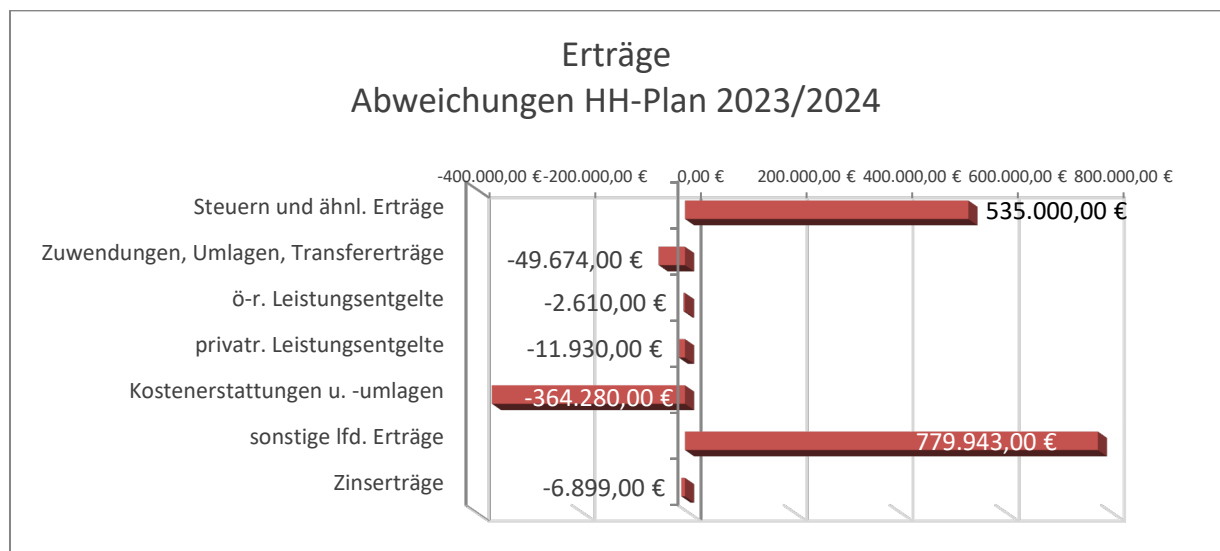 Erträge
Abweichungen HH-Plan 2023/2024
-400.000,00 € -200.000,00 € 0,00 € 200.000,00 € 400.000,00 € 600.000,00 € 800.000,00 €
Steuern und ähnl. Erträge 535.000,00 €
Zuwendungen, Umlagen, Transfererträge -49.674,00 €
ö-r. Leistungsentgelte -2.610,00 €
privatr. Leistungsentgelte -11.930,00 €
Kostenerstattungen u. -umlagen -364.280,00 €
sonstige lfd. Erträge 779.943,00 €
Zinserträge -6.899,00 €